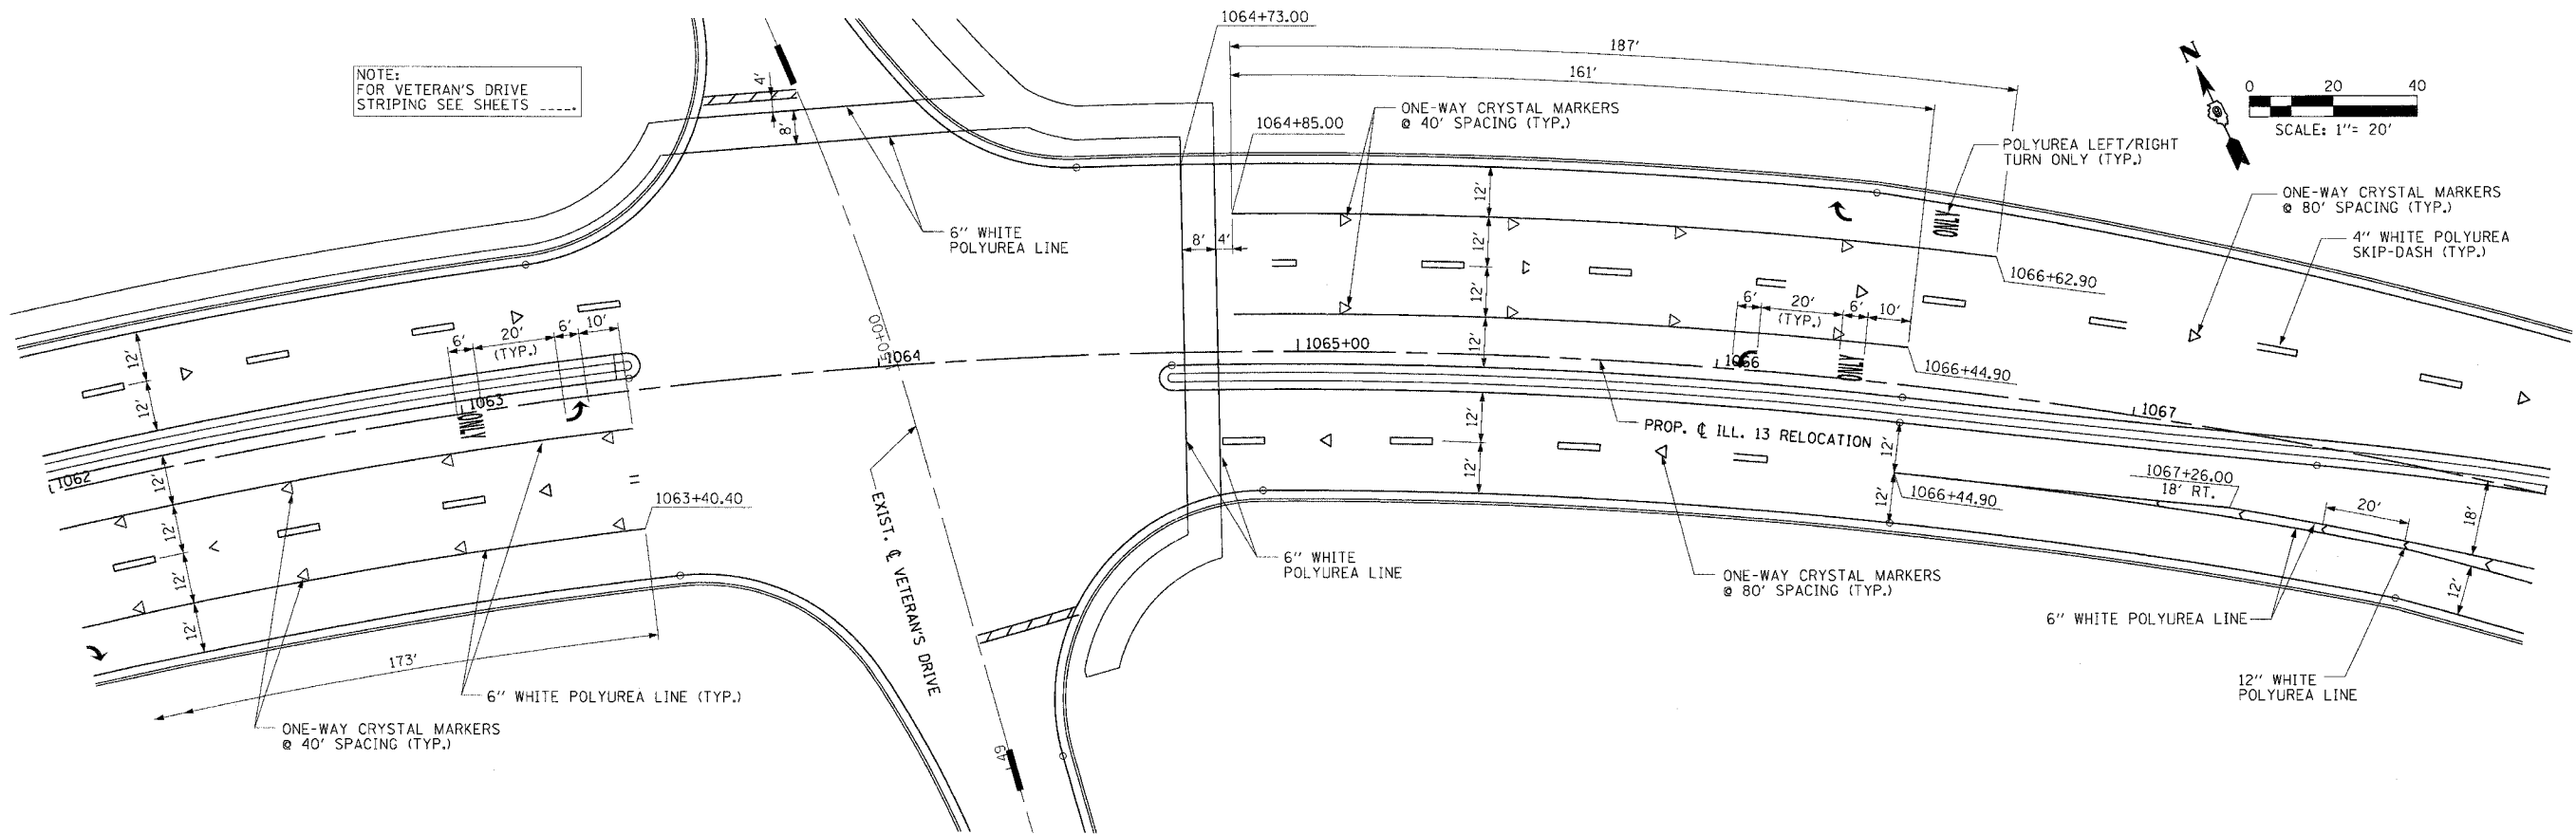 1064+73.00
187'
N
NOTE:
FOR VETERAN'S DRIVE
STRIPING SEE SHEETS ____.
4'
8'
161'
0 20 40
SCALE: 1"= 20'
ONE-WAY CRYSTAL MARKERS
@ 40' SPACING (TYP.)
1064+85.00
POLYUREA LEFT/RIGHT
TURN ONLY (TYP.)
12'
ONE-WAY CRYSTAL MARKERS
@ 80' SPACING (TYP.)
ONLY
6" WHITE
POLYUREA LINE
8' 4'
12'
4" WHITE POLYUREA
SKIP-DASH (TYP.)
1066+62.90
12'
6' 20' 6' 10'
(TYP.)
6' 20' 6' 10'
(TYP.)
12'
50+00
1064
1065+00
12'
1066
ONLY
1066+44.90
12'
1063
ONLY
1067
PROP. ℄ ILL. 13 RELOCATION
12'
12'
1062
12'
12'
1067+26.00
18' RT.
1063+40.40
12'
12'
1066+44.90
20'
18'
EXIST. ℄ VETERAN'S DRIVE
12'
6" WHITE
POLYUREA LINE
ONE-WAY CRYSTAL MARKERS
@ 80' SPACING (TYP.)
12'
12'
6" WHITE POLYUREA LINE
173'
6" WHITE POLYUREA LINE (TYP.)
12" WHITE
POLYUREA LINE
ONE-WAY CRYSTAL MARKERS
@ 40' SPACING (TYP.)
49